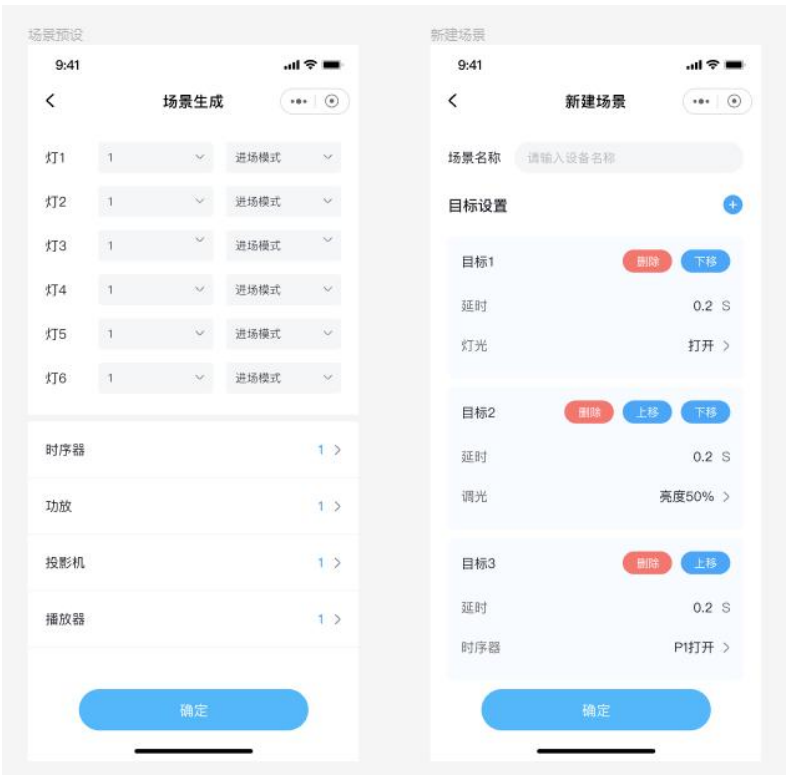 场景预设
9:41
场景生成
灯1 1 进场模式
灯2 1 进场模式
灯3 1 进场模式
灯4 1 进场模式
灯5 1 进场模式
灯6 1 进场模式
时序器 1
功放 1
投影机 1
播放器 1
确定
新建场景
9:41
新建场景
场景名称 请输入设备名称
目标设置
目标1 删除 下移
延时 0.2 S
灯光 打开
目标2 删除 上移 下移
延时 0.2 S
调光 亮度50%
目标3 删除 上移
延时 0.2 S
时序器 P1打开
确定